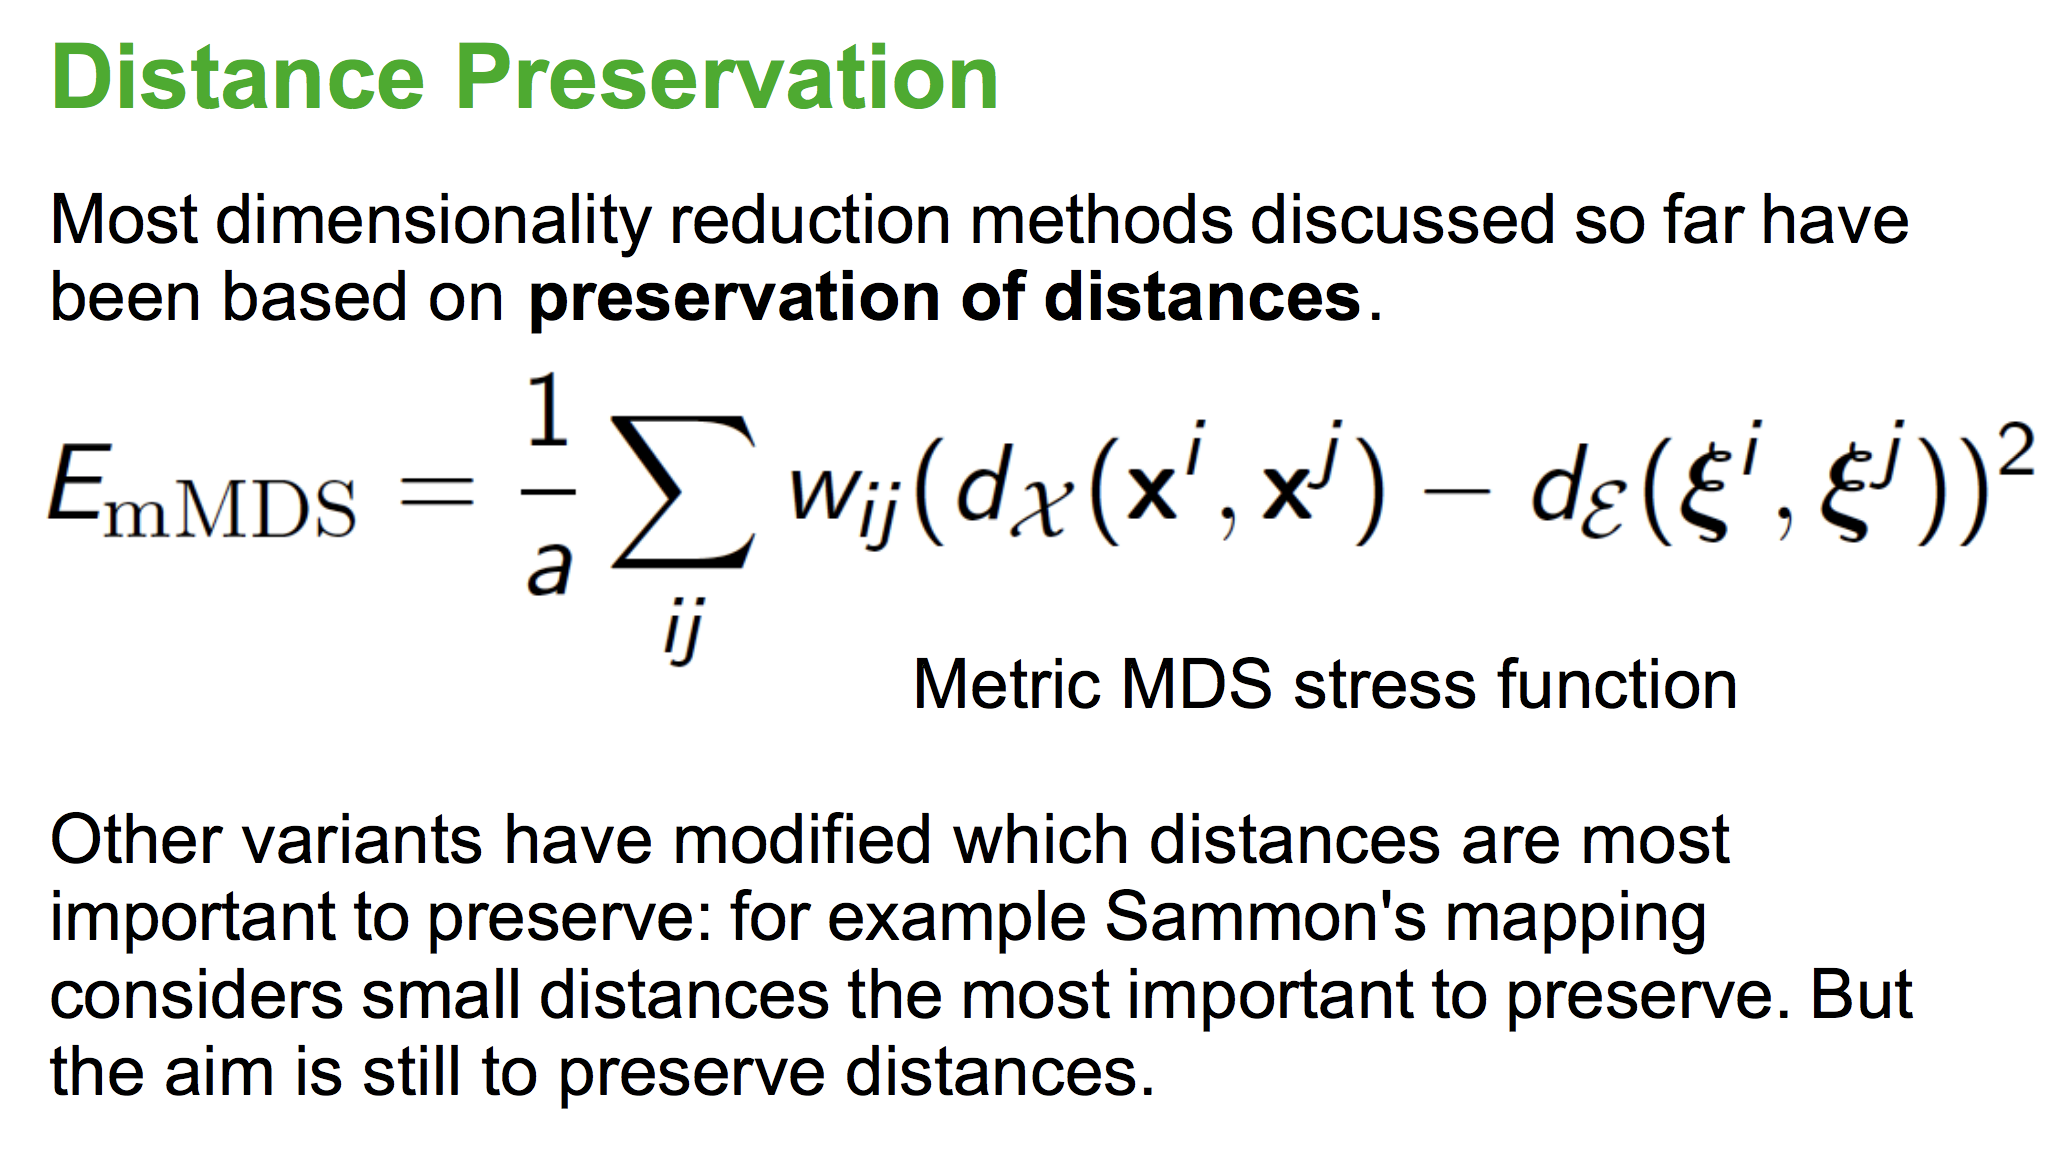 Distance Preservation
Most dimensionality reduction methods discussed so far have
been based on preservation of distances.
E_mMDS = 1/a ∑_ij w_ij(d_𝒳(x^i, x^j) − d_ℰ(ξ^i, ξ^j))^2
Metric MDS stress function
Other variants have modified which distances are most
important to preserve: for example Sammon's mapping
considers small distances the most important to preserve. But
the aim is still to preserve distances.